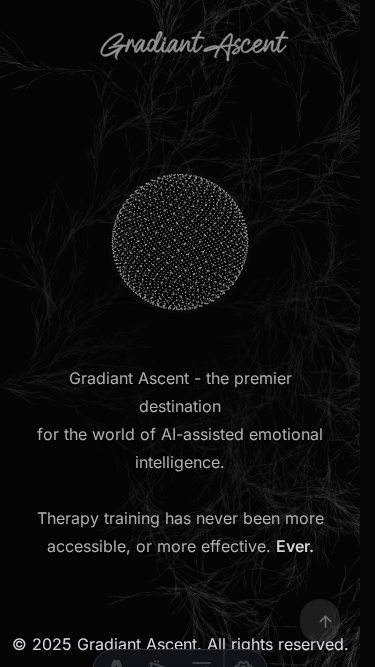 Gradiant Ascent
Gradiant Ascent - the premier
destination
for the world of AI-assisted emotional
intelligence.
Therapy training has never been more
accessible, or more effective. Ever.
© 2025 Gradiant Ascent. All rights reserved.